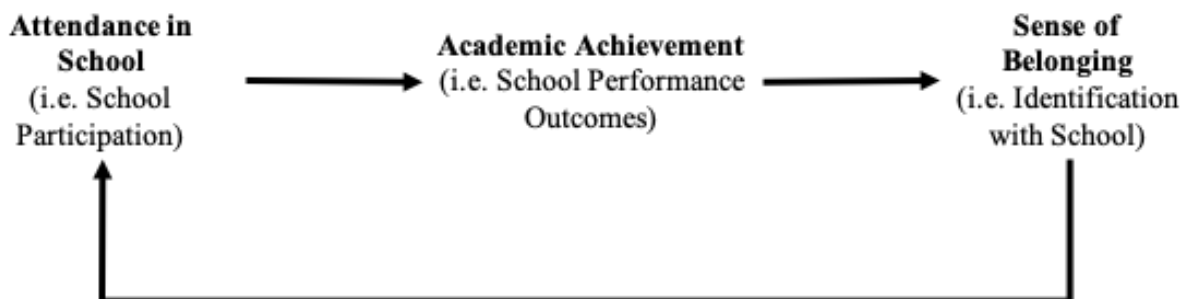 Attendance in
School
(i.e. School
Participation)
Academic Achievement
(i.e. School Performance
Outcomes)
Sense of
Belonging
(i.e. Identification
with School)